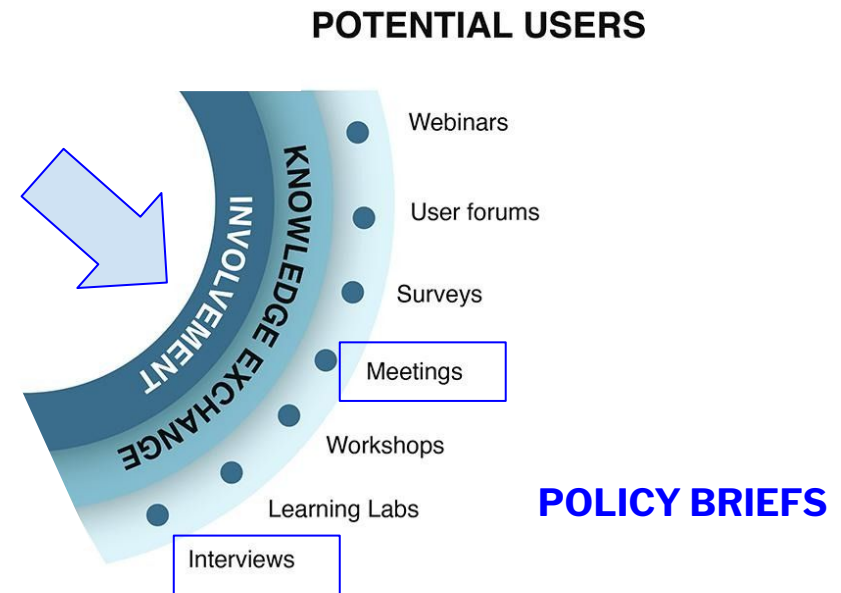 POTENTIAL USERS
Webinars
KNOWLEDGE EXCHANGE
INVOLVEMENT
User forums
Surveys
Meetings
Workshops
Learning Labs
POLICY BRIEFS
Interviews